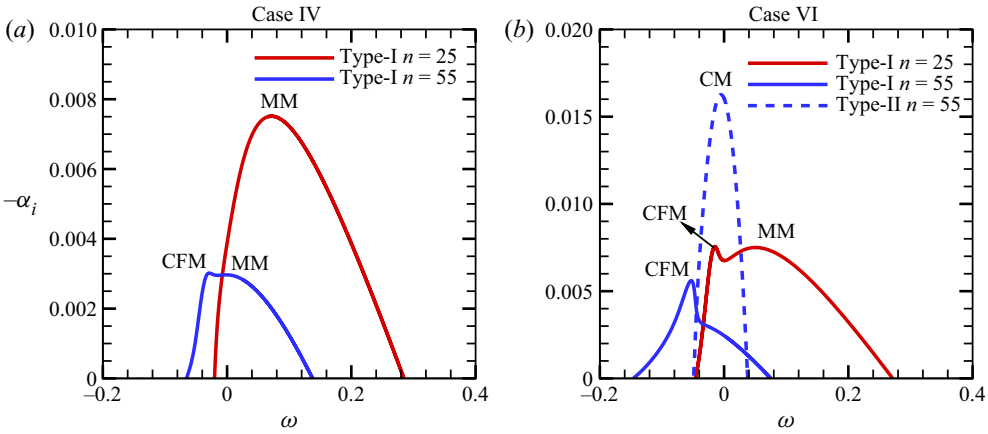 Case IV
(a)
0.010
0.008
0.006
0.004
0.002
0
−α_i
−0.2
0
0.2
0.4
ω
Type-I n = 25
Type-I n = 55
MM
CFM
MM
Case VI
(b)
0.020
0.015
0.010
0.005
0
−0.2
0
0.2
0.4
ω
Type-I n = 25
Type-I n = 55
Type-II n = 55
CM
CFM
MM
CFM